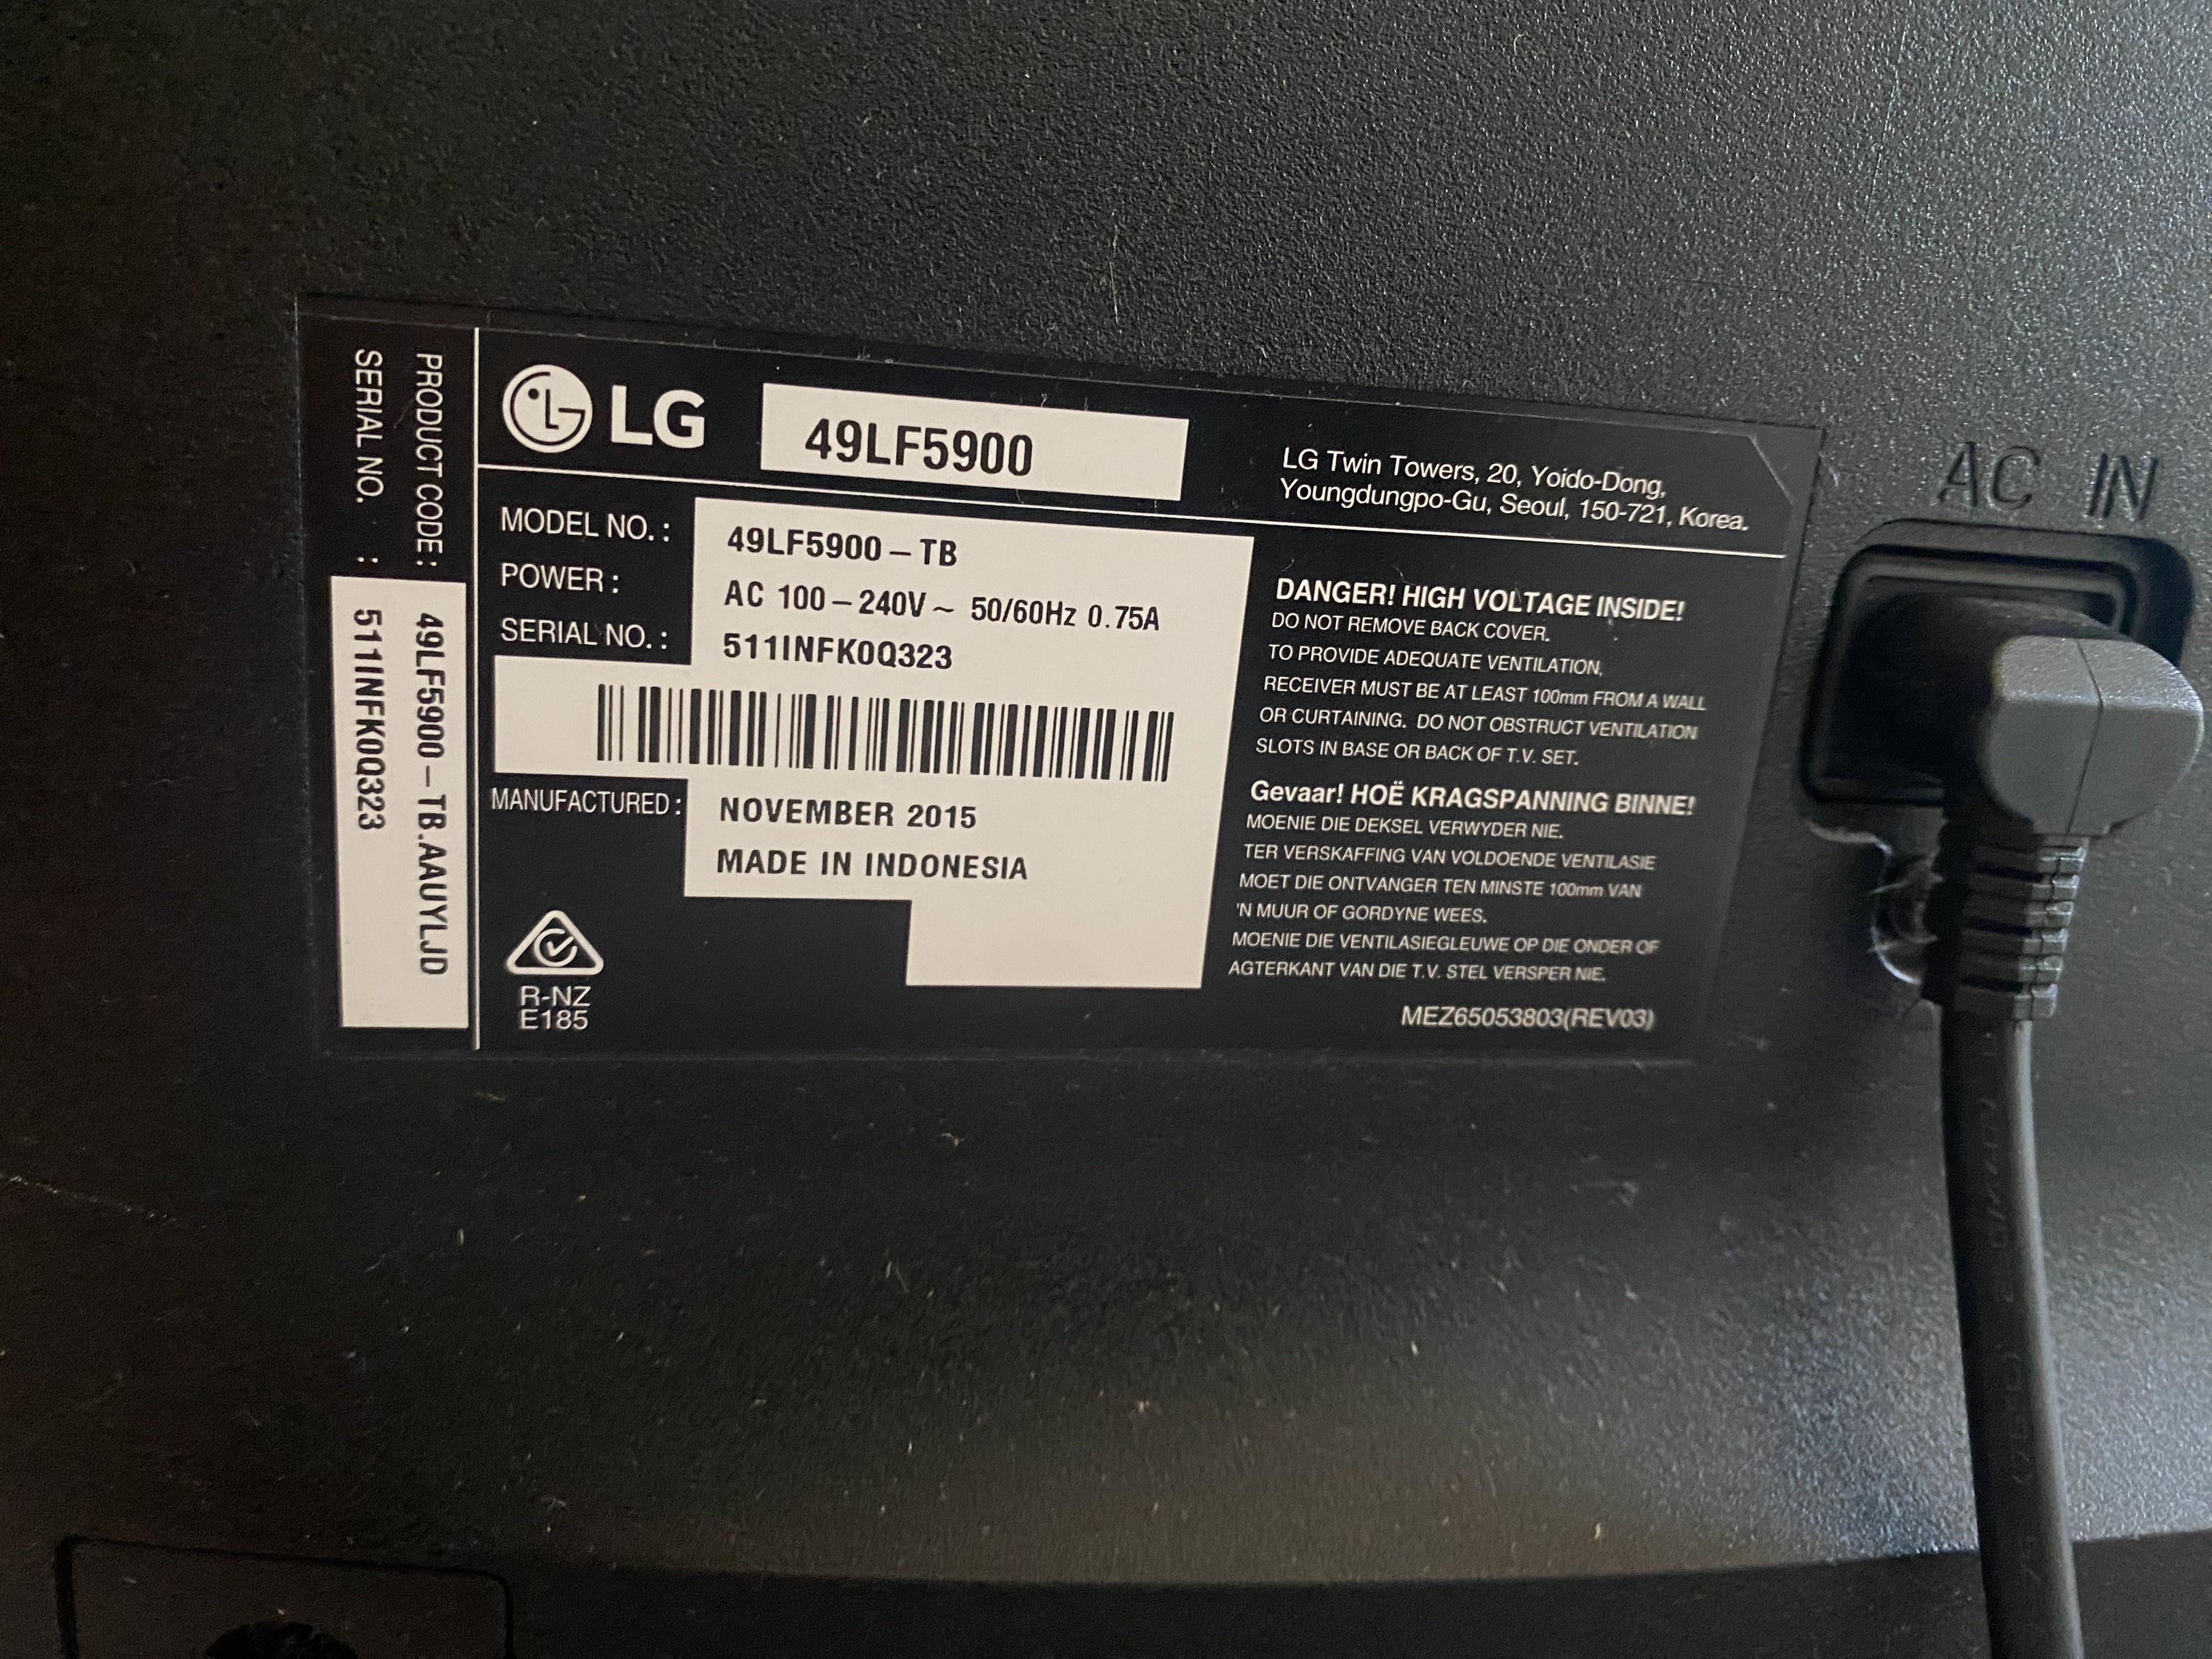 PRODUCT CODE : 49LF5900 – TB.AAUYLJD
SERIAL NO. : 511INFK0Q323
LG
49LF5900
LG Twin Towers, 20, Yoido-Dong,
Youngdungpo-Gu, Seoul, 150-721, Korea.
MODEL NO. : 49LF5900 – TB
POWER : AC 100 – 240V ~ 50/60Hz 0.75A
SERIAL NO. : 511INFK0Q323
MANUFACTURED : NOVEMBER 2015
MADE IN INDONESIA
R-NZ
E185
DANGER! HIGH VOLTAGE INSIDE!
DO NOT REMOVE BACK COVER.
TO PROVIDE ADEQUATE VENTILATION,
RECEIVER MUST BE AT LEAST 100mm FROM A WALL
OR CURTAINING. DO NOT OBSTRUCT VENTILATION
SLOTS IN BASE OR BACK OF T.V. SET.
Gevaar! HOË KRAGSPANNING BINNE!
MOENIE DIE DEKSEL VERWYDER NIE.
TER VERSKAFFING VAN VOLDOENDE VENTILASIE
MOET DIE ONTVANGER TEN MINSTE 100mm VAN
'N MUUR OF GORDYNE WEES.
MOENIE DIE VENTILASIEGLEUWE OP DIE ONDER OF
AGTERKANT VAN DIE T.V. STEL VERSPER NIE.
MEZ65053803(REV03)
AC IN